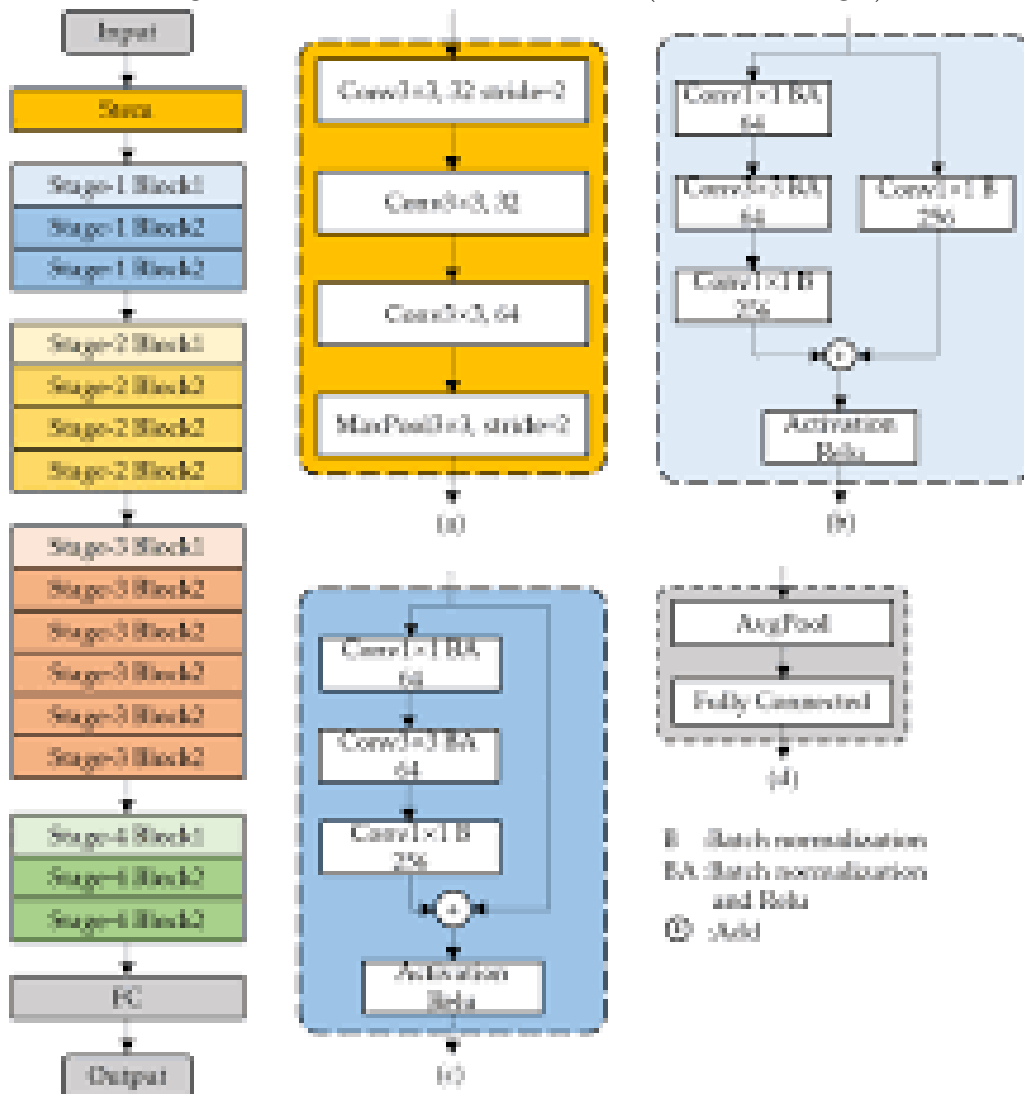 Input
Stem
Stage-1 Block1
Stage-1 Block2
Stage-1 Block2
Stage-2 Block1
Stage-2 Block2
Stage-2 Block2
Stage-2 Block2
Stage-3 Block1
Stage-3 Block2
Stage-3 Block2
Stage-3 Block2
Stage-3 Block2
Stage-3 Block2
Stage-4 Block1
Stage-4 Block2
Stage-4 Block2
FC
Output
Conv3×3, 32 stride=2
Conv3×3, 32
Conv3×3, 64
MaxPool3×3, stride=2
(a)
Conv1×1 BA
64
Conv3×3 BA
64
Conv1×1 B
256
Conv1×1 B
256
+
Activation
Relu
(b)
Conv1×1 BA
64
Conv3×3 BA
64
Conv1×1 B
256
+
Activation
Relu
(c)
AvgPool
Fully Connected
(d)
B :Batch normalization
BA :Batch normalization
and Relu
:Add